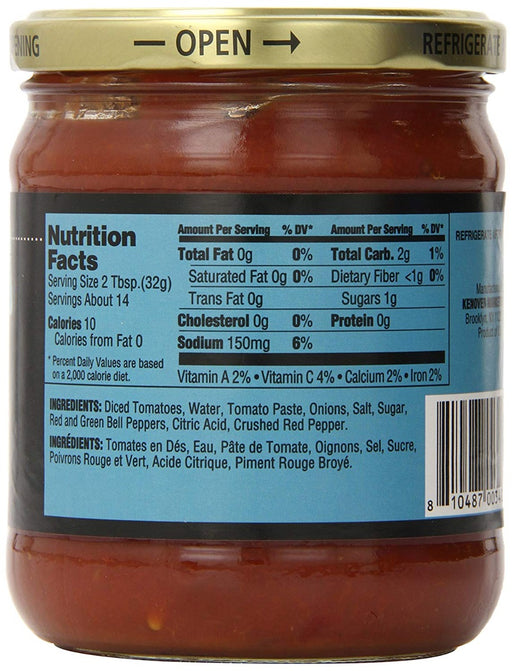 NING — OPEN → REFRIGERATE
Nutrition
Facts
Serving Size 2 Tbsp.(32g)
Servings About 14
Calories 10
Calories from Fat 0
* Percent Daily Values are based
on a 2,000 calorie diet.
Amount Per Serving % DV*
Total Fat 0g 0%
Saturated Fat 0g 0%
Trans Fat 0g
Cholesterol 0g 0%
Sodium 150mg 6%
Amount Per Serving % DV*
Total Carb. 2g 1%
Dietary Fiber <1g 0%
Sugars 1g
Protein 0g
Vitamin A 2% • Vitamin C 4% • Calcium 2% • Iron 2%
INGREDIENTS: Diced Tomatoes, Water, Tomato Paste, Onions, Salt, Sugar,
Red and Green Bell Peppers, Citric Acid, Crushed Red Pepper.
INGRÉDIENTS: Tomates en Dés, Eau, Pâte de Tomate, Oignons, Sel, Sucre,
Poivrons Rouge et Vert, Acide Citrique, Piment Rouge Broyé.
REFRIGERATE
KENOVER
Brooklyn,
Product
8 10487 003